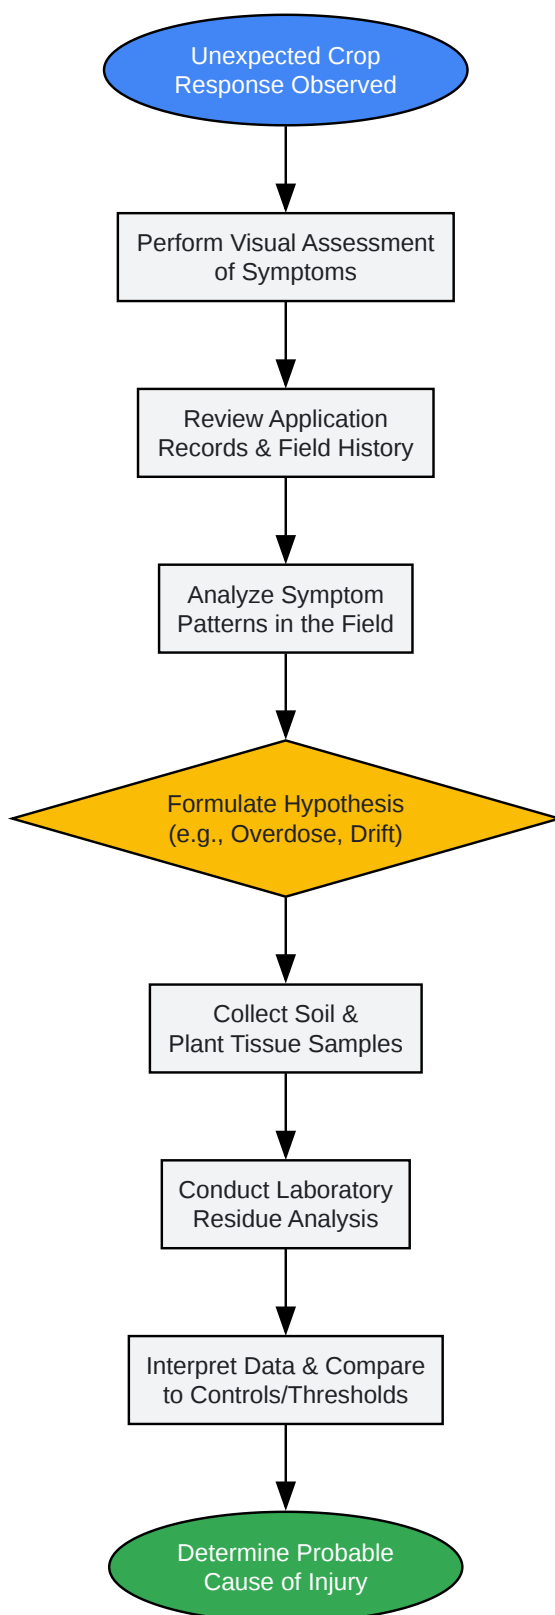 Unexpected Crop
Response Observed
Perform Visual Assessment
of Symptoms
Review Application
Records & Field History
Analyze Symptom
Patterns in the Field
Formulate Hypothesis
(e.g., Overdose, Drift)
Collect Soil &
Plant Tissue Samples
Conduct Laboratory
Residue Analysis
Interpret Data & Compare
to Controls/Thresholds
Determine Probable
Cause of Injury